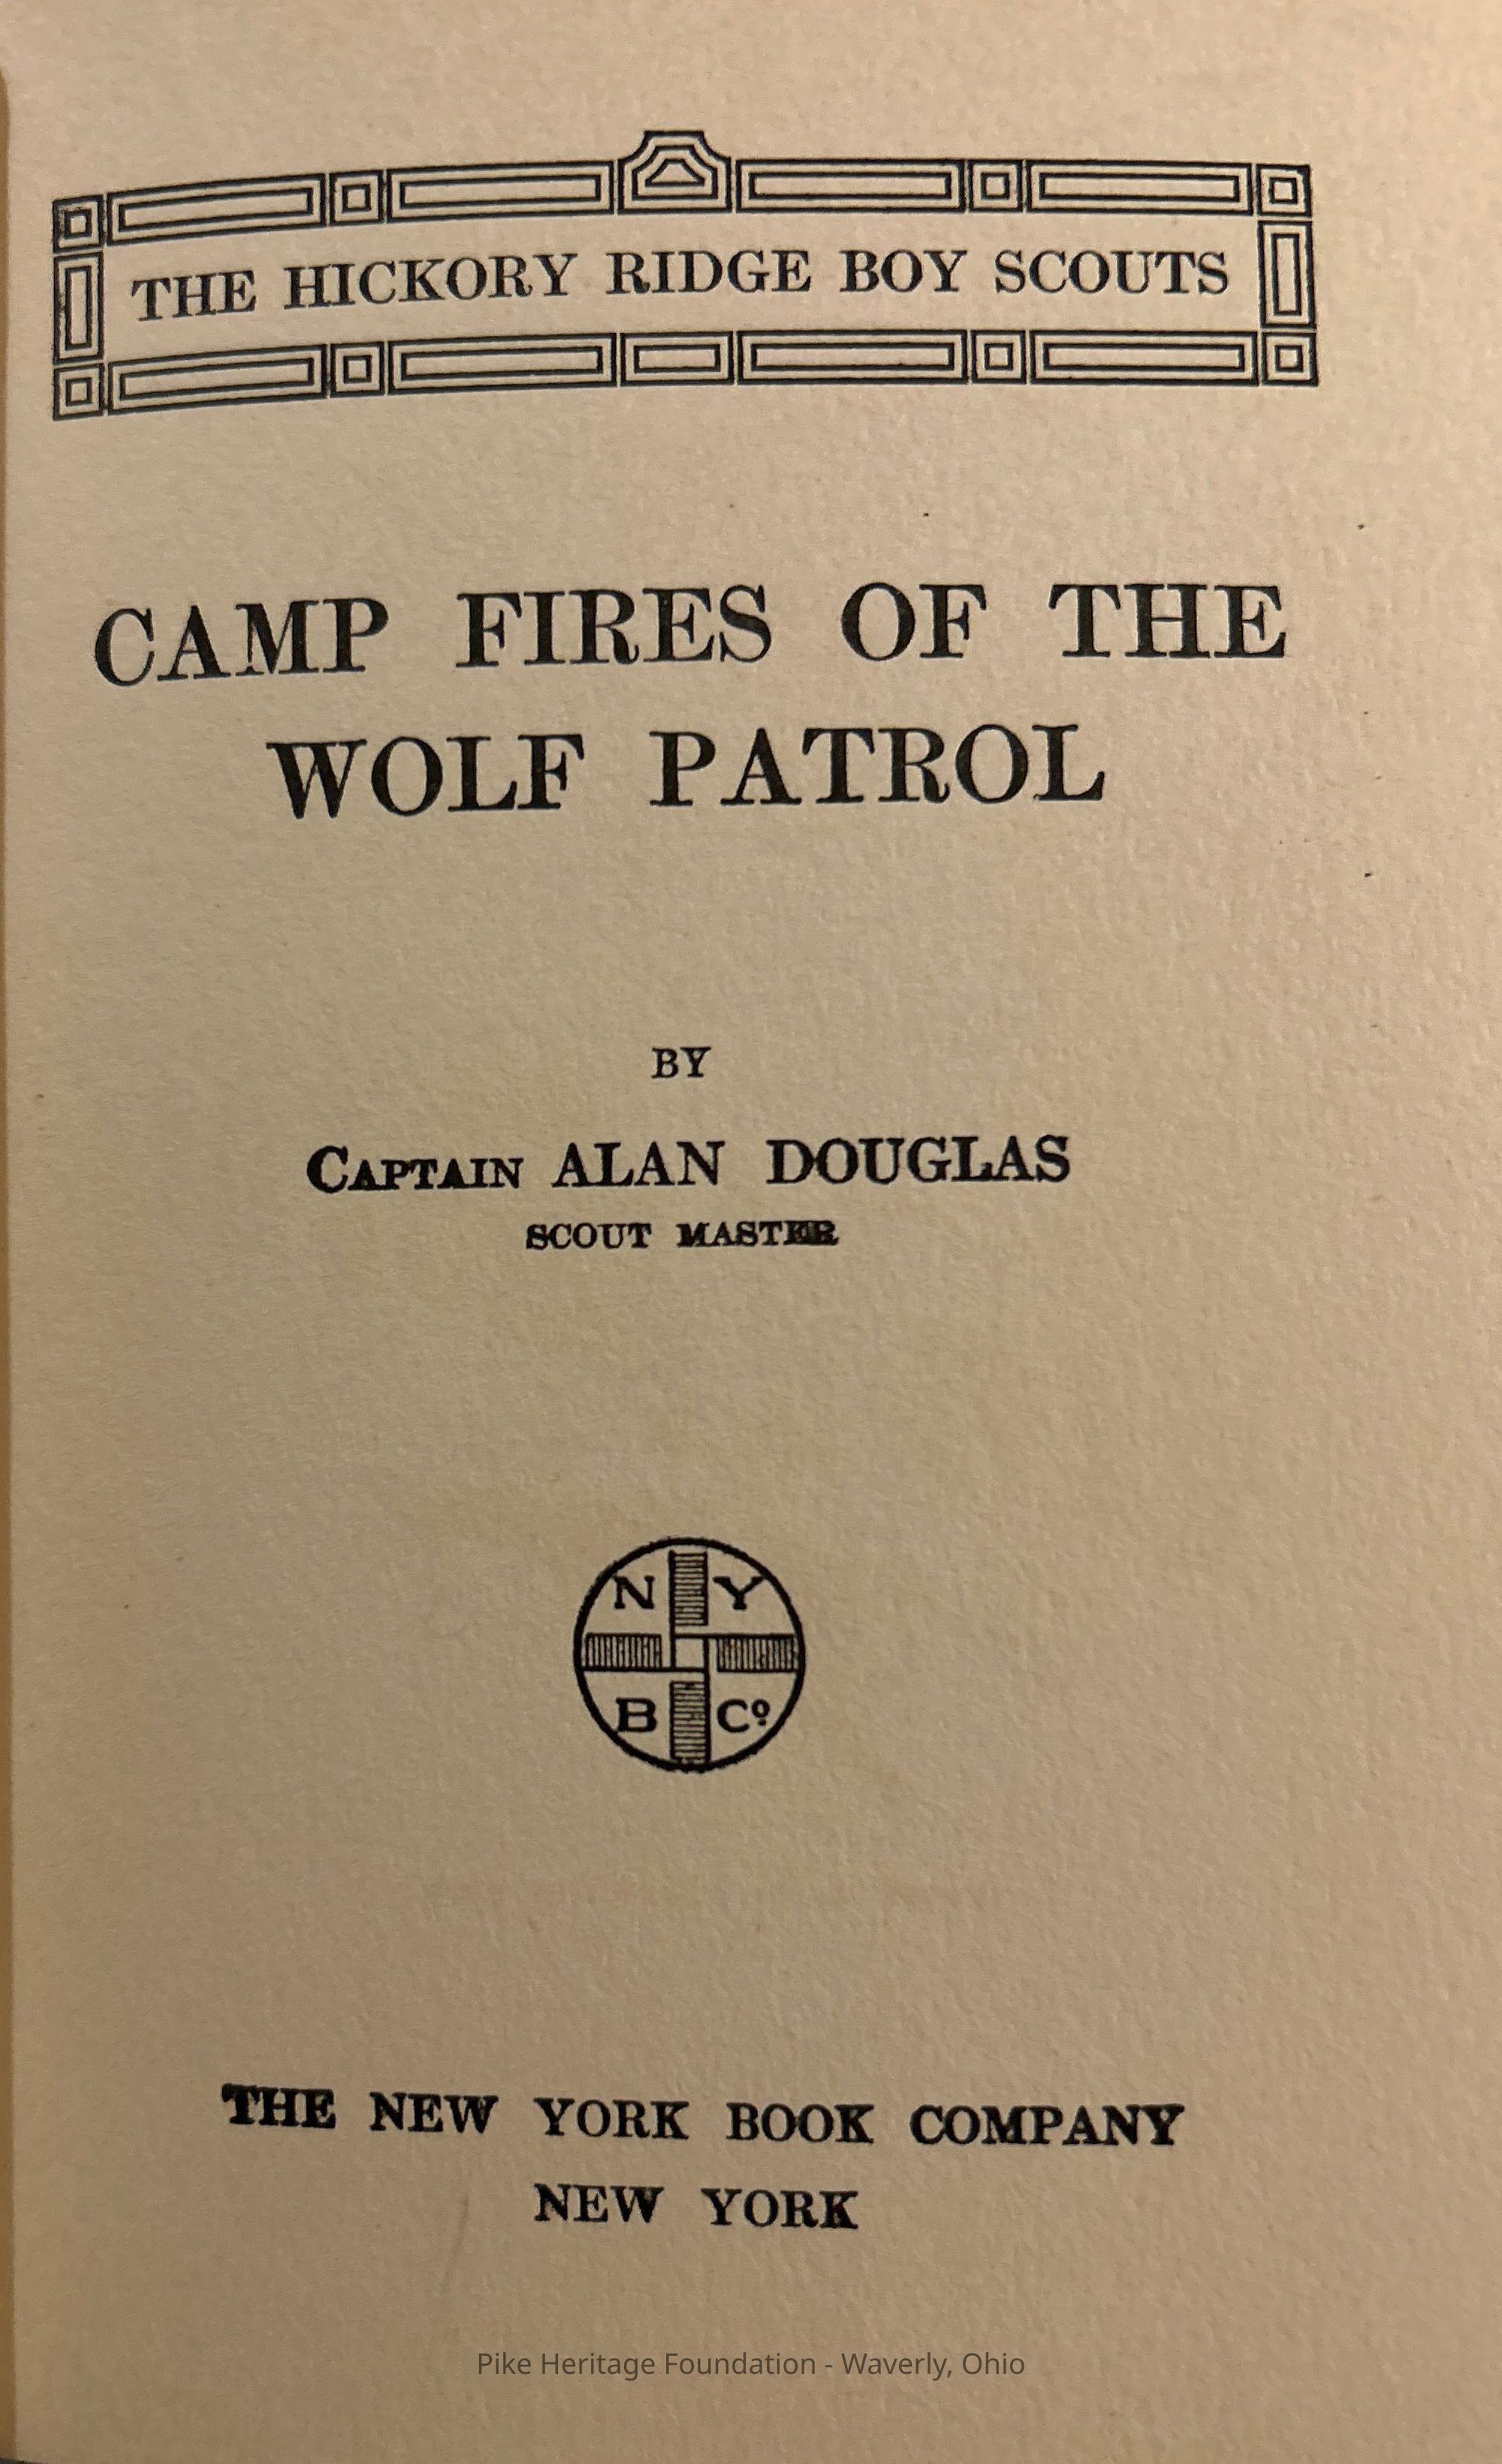 THE HICKORY RIDGE BOY SCOUTS
CAMP FIRES OF THE
WOLF PATROL
BY
CAPTAIN ALAN DOUGLAS
SCOUT MASTER
N Y
B Cº
THE NEW YORK BOOK COMPANY
NEW YORK
Pike Heritage Foundation - Waverly, Ohio